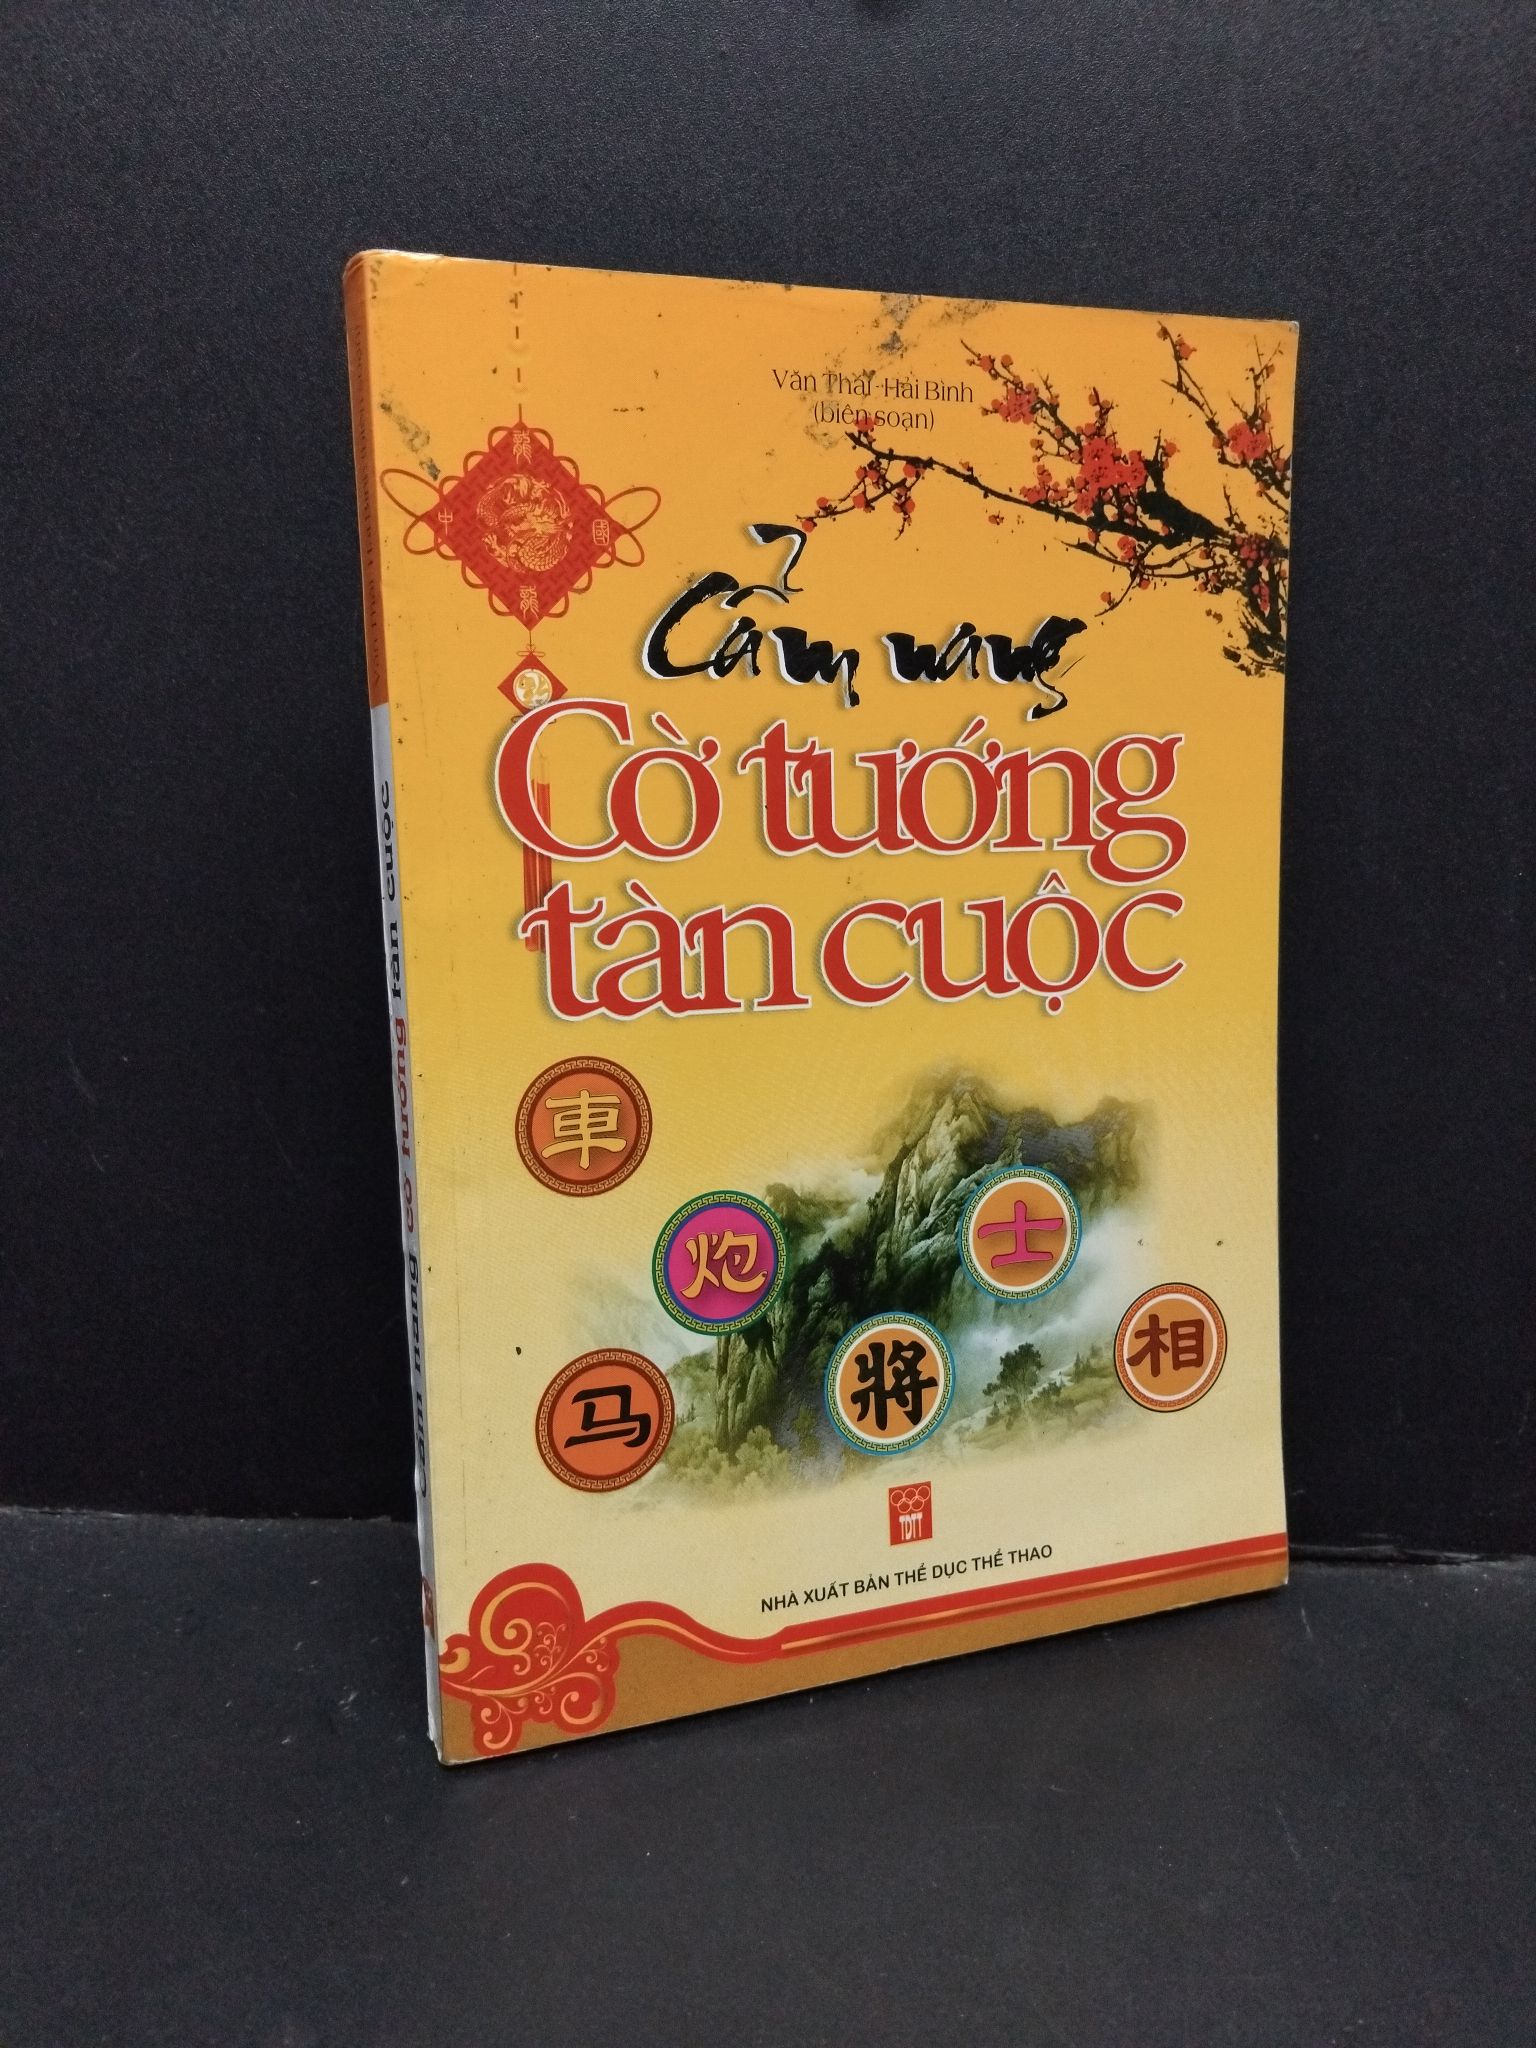 Văn Thái - Hải Bình
(biên soạn)
Cẩm nang
Cờ tướng
tàn cuộc
車
炮
士
相
马
將
TDTT
NHÀ XUẤT BẢN THỂ DỤC THỂ THAO
Cẩm nang cờ tướng tàn cuộc